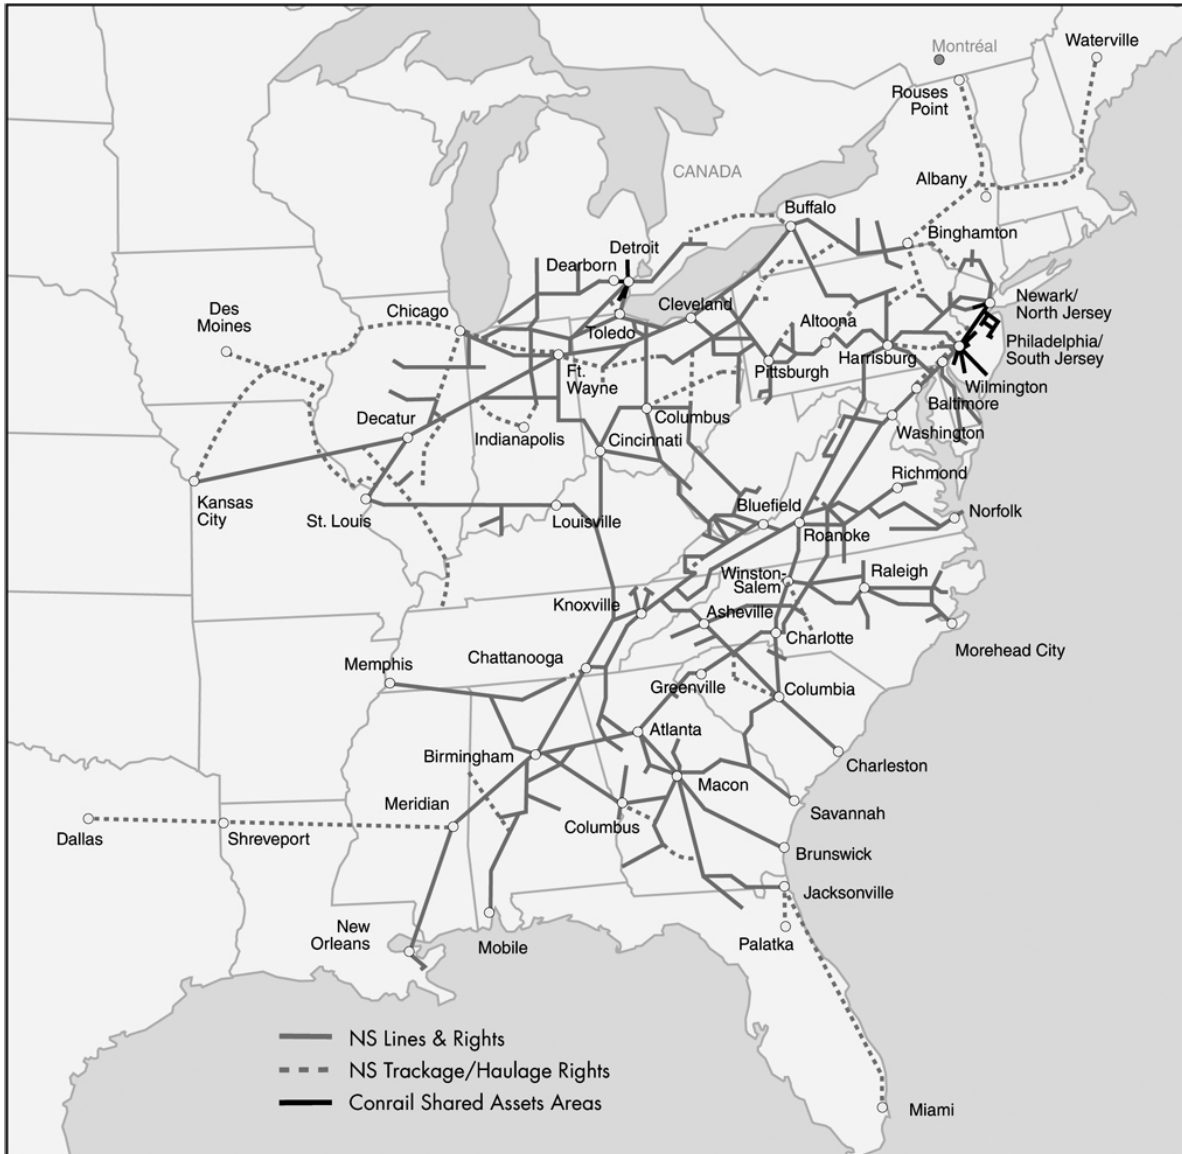 Waterville
Montréal
Rouses
Point
CANADA
Albany
Buffalo
Binghamton
Detroit
Dearborn
Des
Moines
Chicago
Cleveland
Newark/
North Jersey
Toledo
Altoona
Philadelphia/
South Jersey
Harrisburg
Ft.
Wayne
Pittsburgh
Wilmington
Baltimore
Decatur
Columbus
Indianapolis
Cincinnati
Washington
Richmond
Kansas
City
St. Louis
Louisville
Bluefield
Norfolk
Roanoke
Winston-
Salem
Raleigh
Knoxville
Asheville
Charlotte
Morehead City
Memphis
Chattanooga
Greenville
Columbia
Atlanta
Birmingham
Charleston
Macon
Meridian
Savannah
Dallas
Shreveport
Columbus
Brunswick
Jacksonville
New
Orleans
Mobile
Palatka
NS Lines & Rights
NS Trackage/Haulage Rights
Conrail Shared Assets Areas
Miami